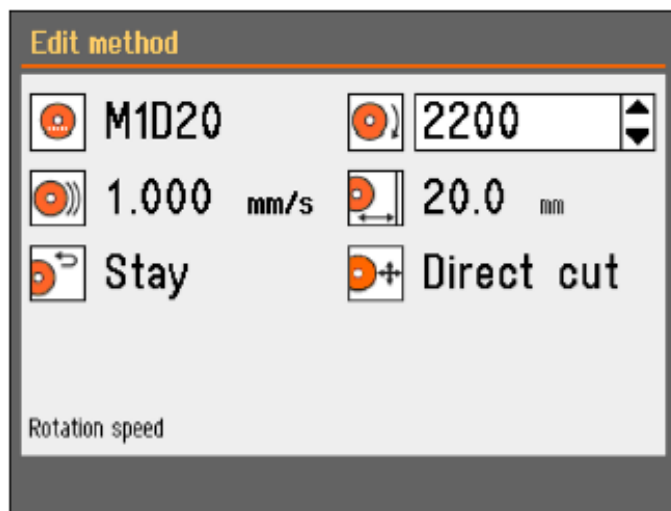 Edit method
M1D20 2200
1.000 mm/s 20.0 mm
Stay Direct cut
Rotation speed